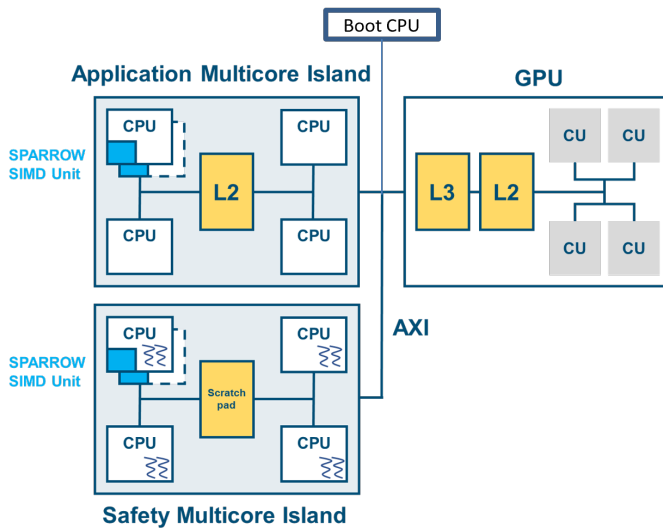 Boot CPU
Application Multicore Island
GPU
SPARROW
SIMD Unit
CPU
CPU
L2
CPU
CPU
L3
L2
CU
CU
CU
CU
AXI
SPARROW
SIMD Unit
CPU
CPU
Scratch
pad
CPU
CPU
Safety Multicore Island